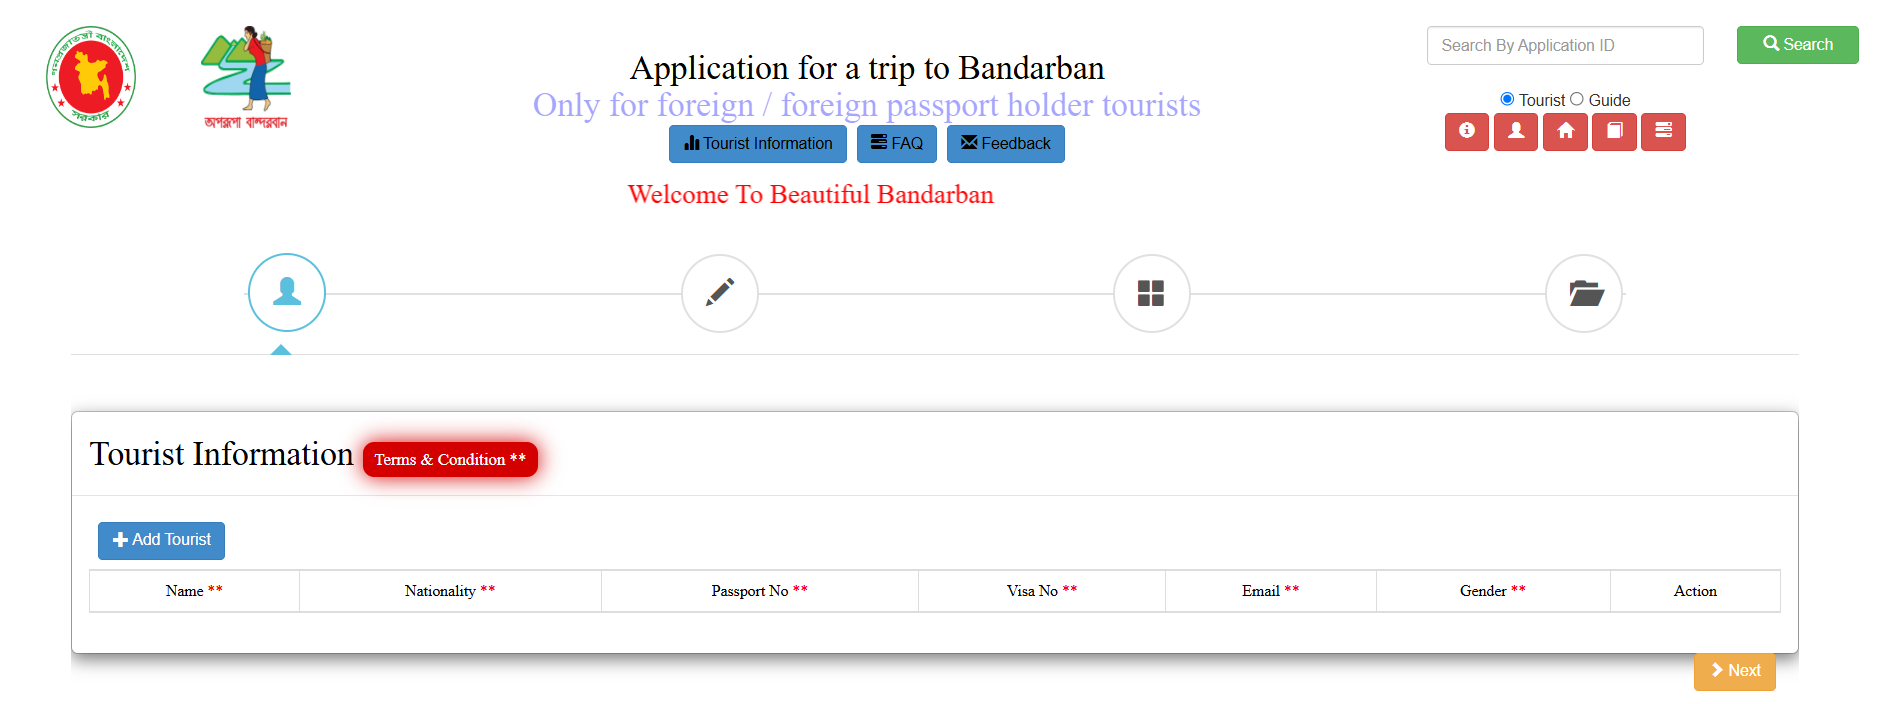 গণপ্রজাতন্ত্রী বাংলাদেশ
সরকার
অপরূপা বান্দরবান
Application for a trip to Bandarban
Only for foreign / foreign passport holder tourists
Tourist Information FAQ Feedback
Welcome To Beautiful Bandarban
Search By Application ID Search
Tourist Guide
Tourist Information Terms & Condition **
Add Tourist
Name ** Nationality ** Passport No ** Visa No ** Email ** Gender ** Action
Next